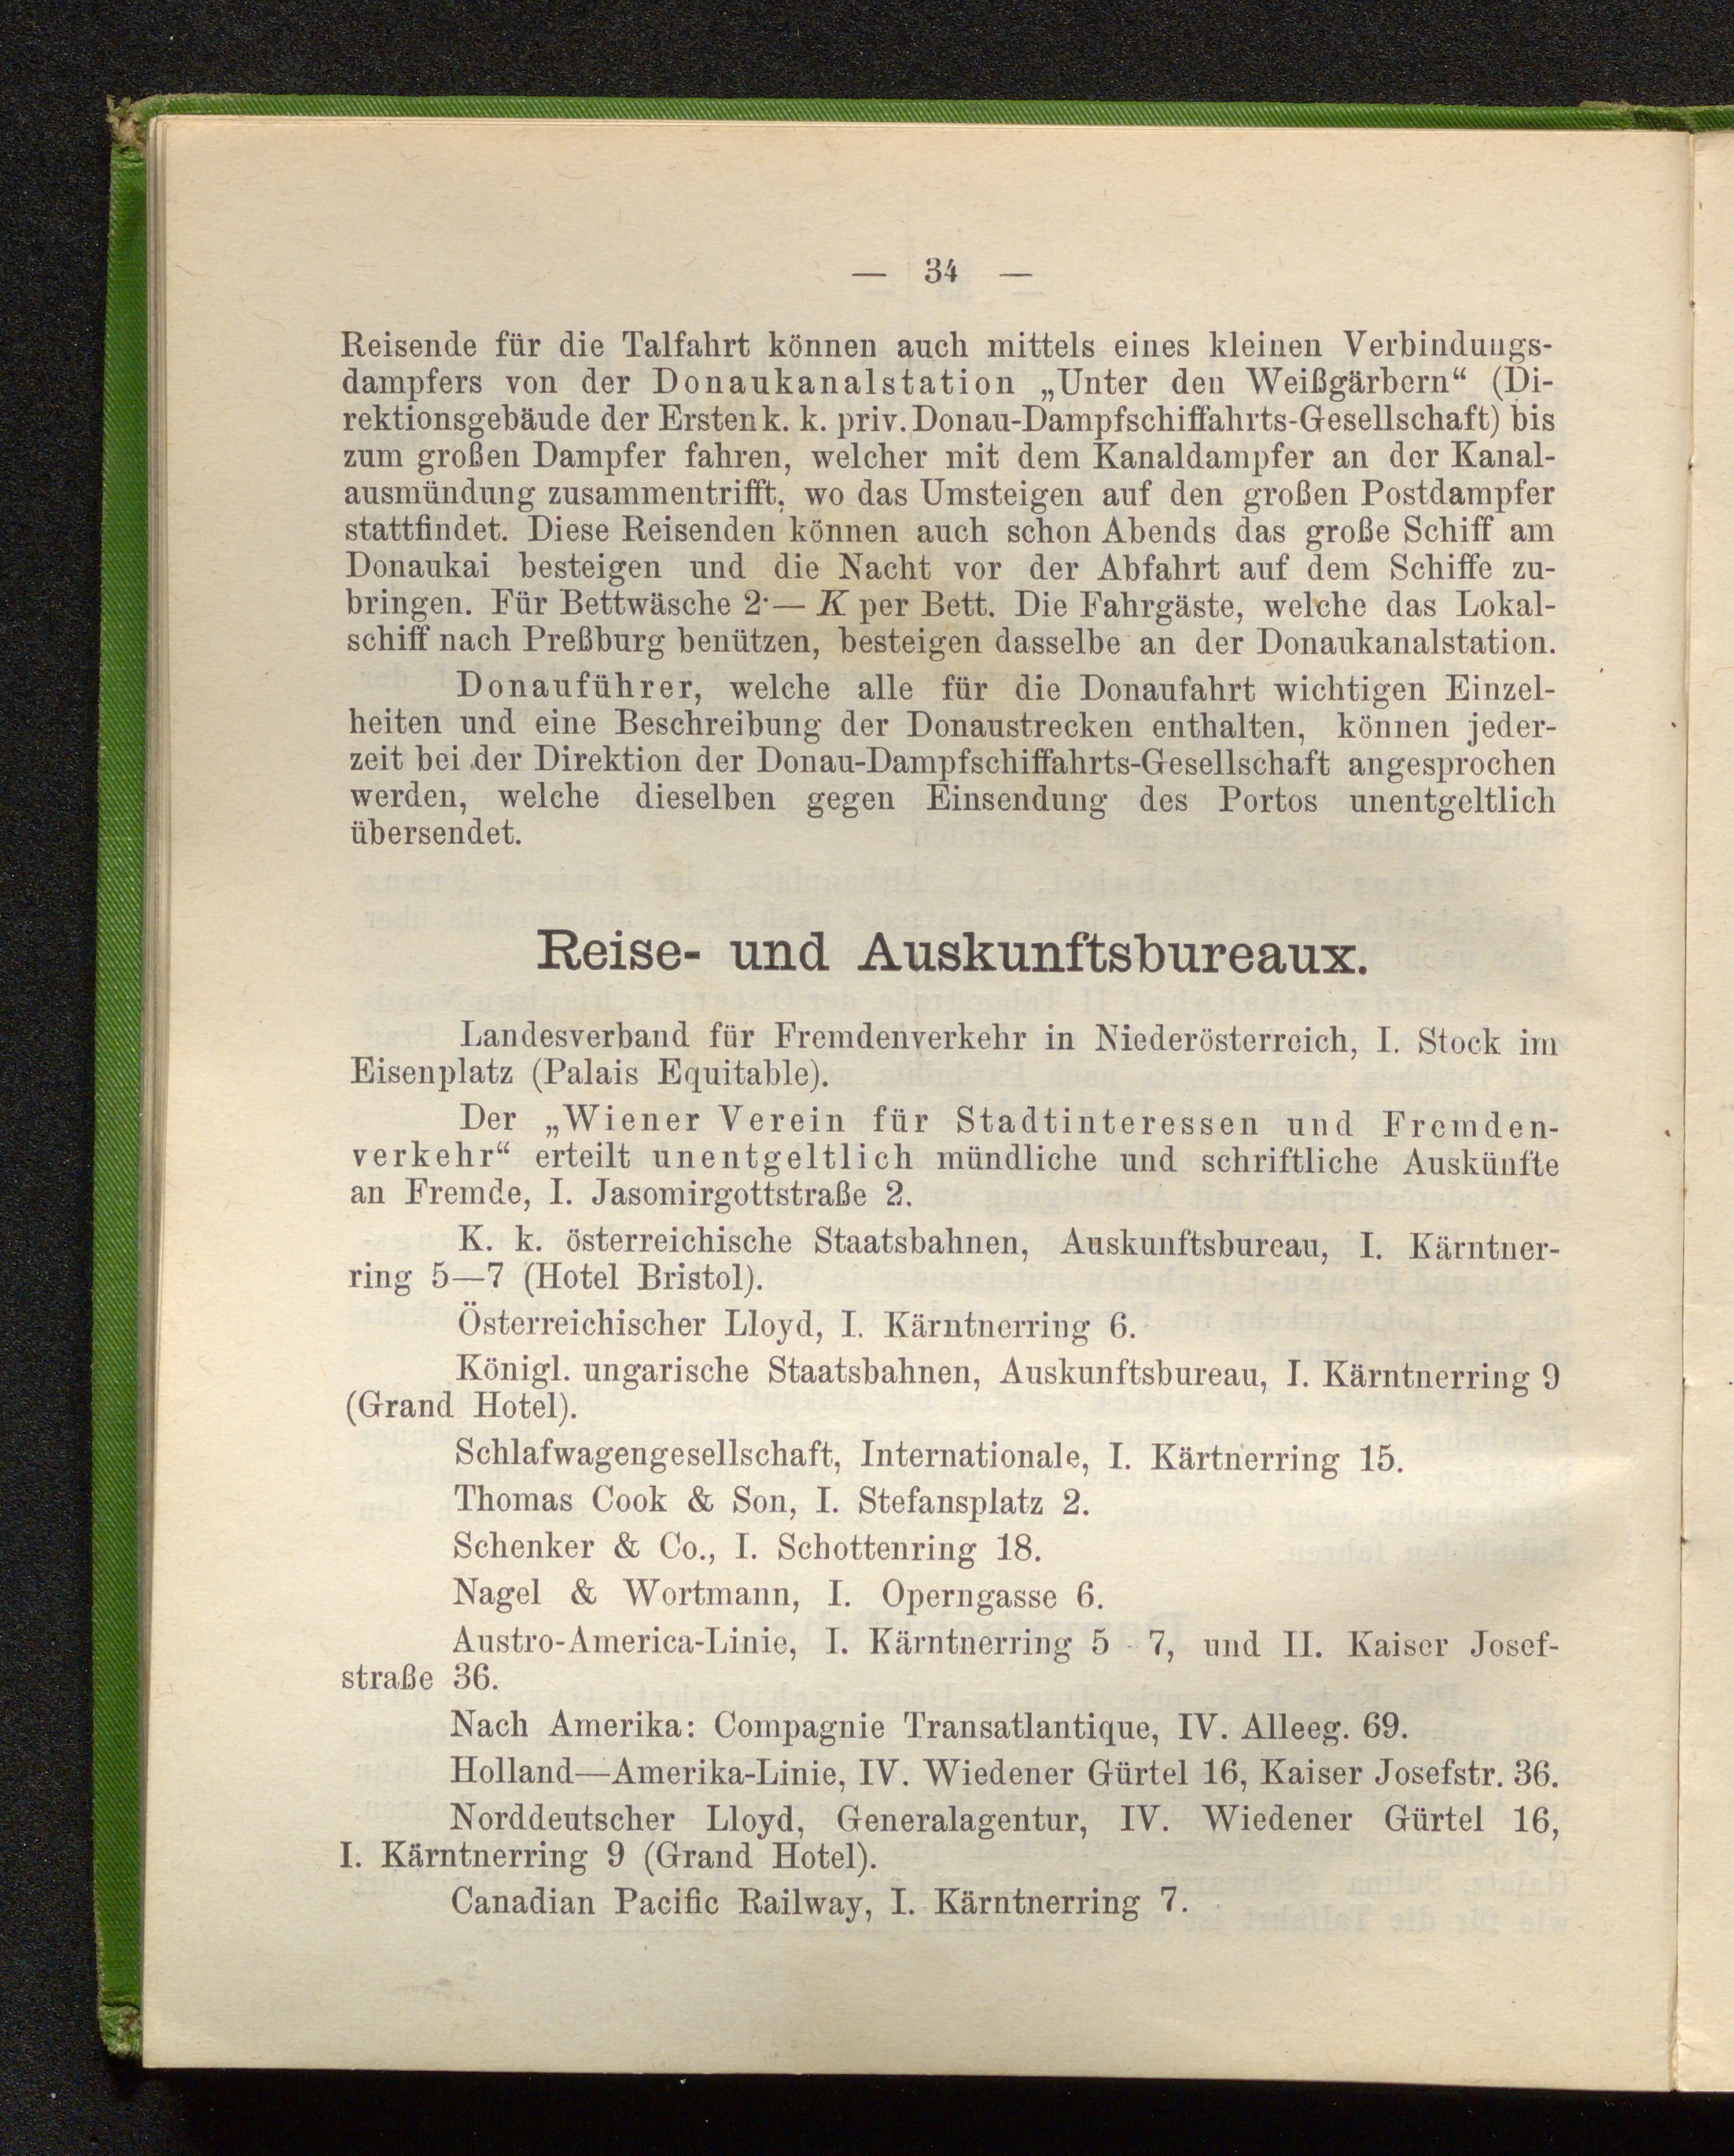 — 34 —
Reisende für die Talfahrt können auch mittels eines kleinen Verbindungs-
dampfers von der Donaukanalstation „Unter den Weißgärbern“ (Di-
rektionsgebäude der Ersten k. k. priv. Donau-Dampfschiffahrts-Gesellschaft) bis
zum großen Dampfer fahren, welcher mit dem Kanaldampfer an der Kanal-
ausmündung zusammentrifft, wo das Umsteigen auf den großen Postdampfer
stattfindet. Diese Reisenden können auch schon Abends das große Schiff am
Donaukai besteigen und die Nacht vor der Abfahrt auf dem Schiffe zu-
bringen. Für Bettwäsche 2·— K per Bett. Die Fahrgäste, welche das Lokal-
schiff nach Preßburg benützen, besteigen dasselbe an der Donaukanalstation.
Donauführer, welche alle für die Donaufahrt wichtigen Einzel-
heiten und eine Beschreibung der Donaustrecken enthalten, können jeder-
zeit bei der Direktion der Donau-Dampfschiffahrts-Gesellschaft angesprochen
werden, welche dieselben gegen Einsendung des Portos unentgeltlich
übersendet.
Reise- und Auskunftsbureaux.
Landesverband für Fremdenverkehr in Niederösterreich, I. Stock im
Eisenplatz (Palais Equitable).
Der „Wiener Verein für Stadtinteressen und Fremden-
verkehr“ erteilt unentgeltlich mündliche und schriftliche Auskünfte
an Fremde, I. Jasomirgottstraße 2.
K. k. österreichische Staatsbahnen, Auskunftsbureau, I. Kärntner-
ring 5—7 (Hotel Bristol).
Österreichischer Lloyd, I. Kärntnerring 6.
Königl. ungarische Staatsbahnen, Auskunftsbureau, I. Kärntnerring 9
(Grand Hotel).
Schlafwagengesellschaft, Internationale, I. Kärtnerring 15.
Thomas Cook & Son, I. Stefansplatz 2.
Schenker & Co., I. Schottenring 18.
Nagel & Wortmann, I. Operngasse 6.
Austro-America-Linie, I. Kärntnerring 5-7, und II. Kaiser Josef-
straße 36.
Nach Amerika: Compagnie Transatlantique, IV. Alleeg. 69.
Holland—Amerika-Linie, IV. Wiedener Gürtel 16, Kaiser Josefstr. 36.
Norddeutscher Lloyd, Generalagentur, IV. Wiedener Gürtel 16,
I. Kärntnerring 9 (Grand Hotel).
Canadian Pacific Railway, I. Kärntnerring 7.